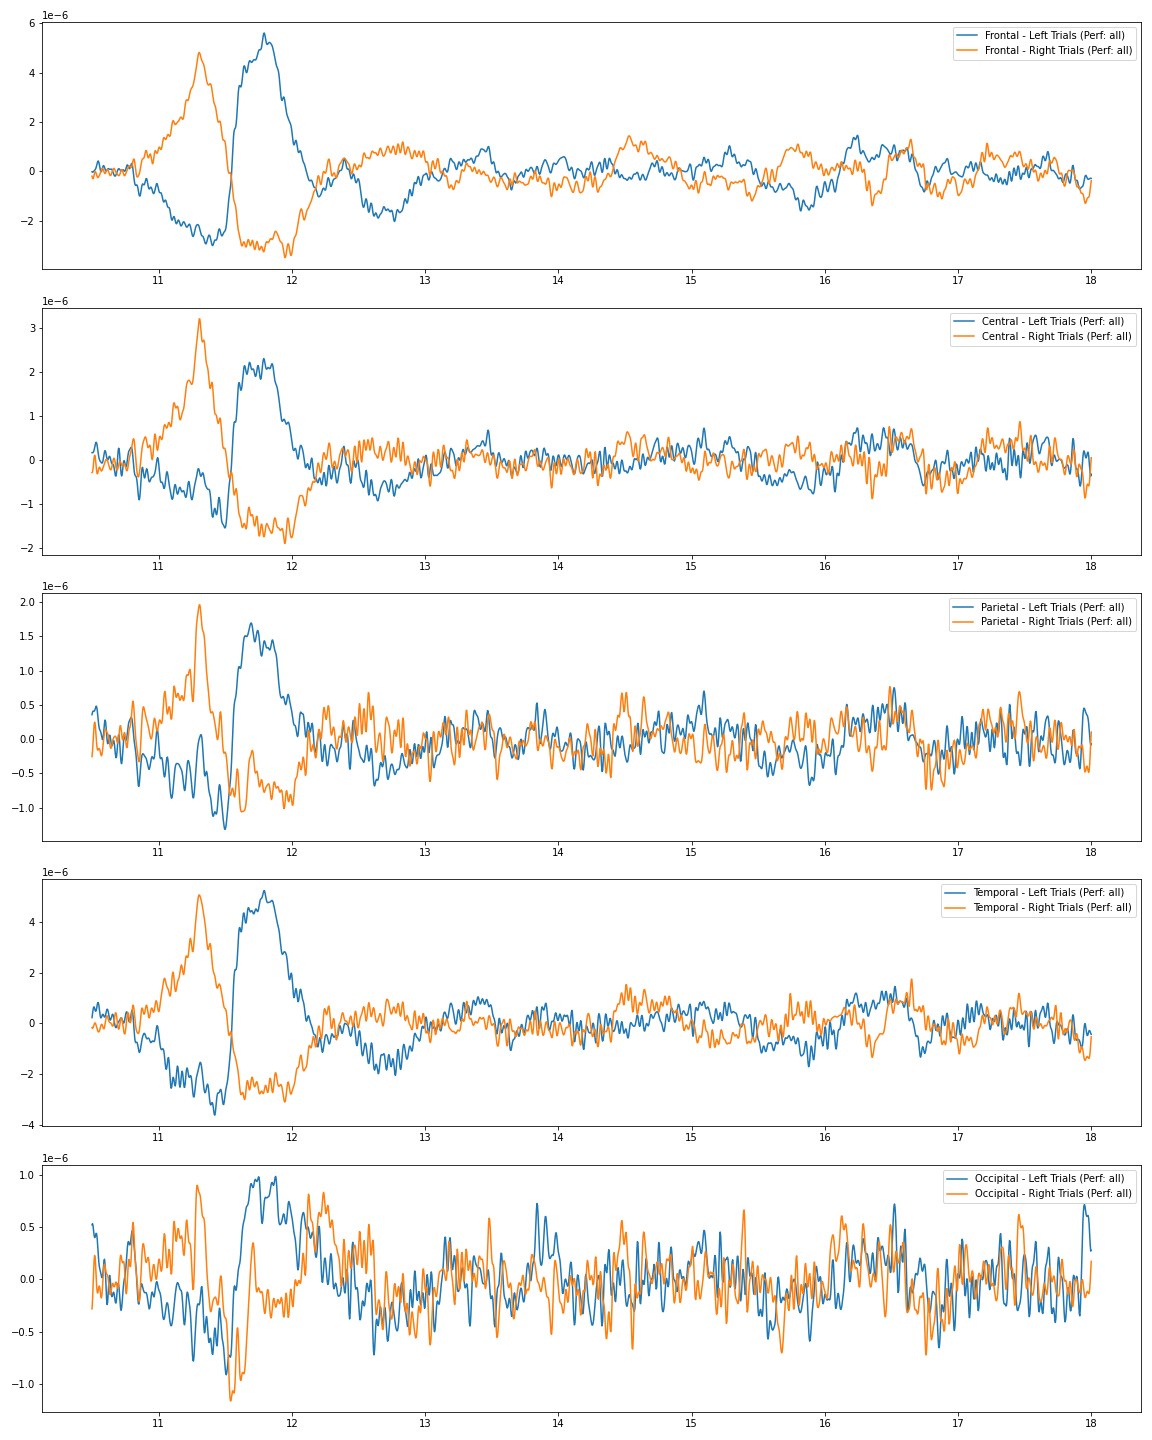 1e−6
6
4
2
0
−2
Frontal - Left Trials (Perf: all)
Frontal - Right Trials (Perf: all)
11 12 13 14 15 16 17 18
1e−6
3
2
1
0
−1
−2
Central - Left Trials (Perf: all)
Central - Right Trials (Perf: all)
11 12 13 14 15 16 17 18
1e−6
2.0
1.5
1.0
0.5
0.0
−0.5
−1.0
Parietal - Left Trials (Perf: all)
Parietal - Right Trials (Perf: all)
11 12 13 14 15 16 17 18
1e−6
4
2
0
−2
−4
Temporal - Left Trials (Perf: all)
Temporal - Right Trials (Perf: all)
11 12 13 14 15 16 17 18
1e−6
1.0
0.5
0.0
−0.5
−1.0
Occipital - Left Trials (Perf: all)
Occipital - Right Trials (Perf: all)
11 12 13 14 15 16 17 18